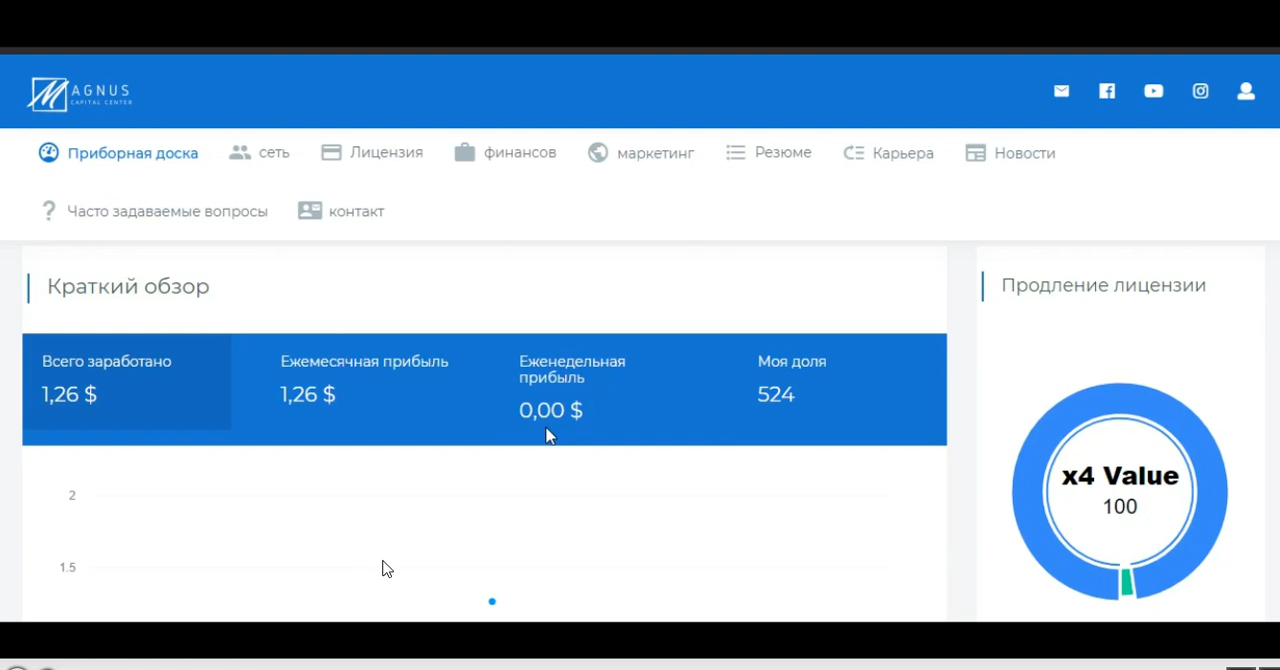 MAGNUS
CAPITAL CENTER
Приборная доска
сеть
Лицензия
финансов
маркетинг
Резюме
Карьера
Новости
? Часто задаваемые вопросы
контакт
Краткий обзор
Продление лицензии
Всего заработано
1,26 $
Ежемесячная прибыль
1,26 $
Еженедельная
прибыль
0,00 $
Моя доля
524
2
1.5
x4 Value
100